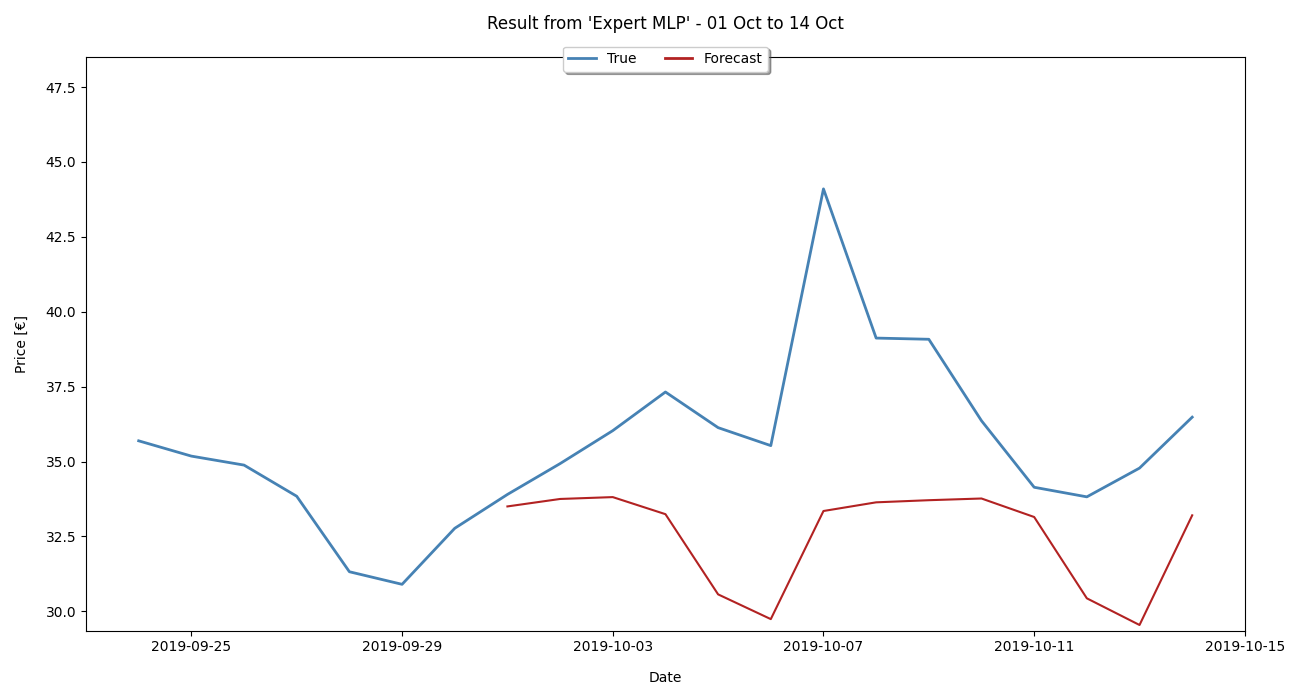 Result from 'Expert MLP' - 01 Oct to 14 Oct
True Forecast
47.5
45.0
42.5
40.0
37.5
35.0
32.5
30.0
Price [€]
2019-09-25 2019-09-29 2019-10-03 2019-10-07 2019-10-11 2019-10-15
Date